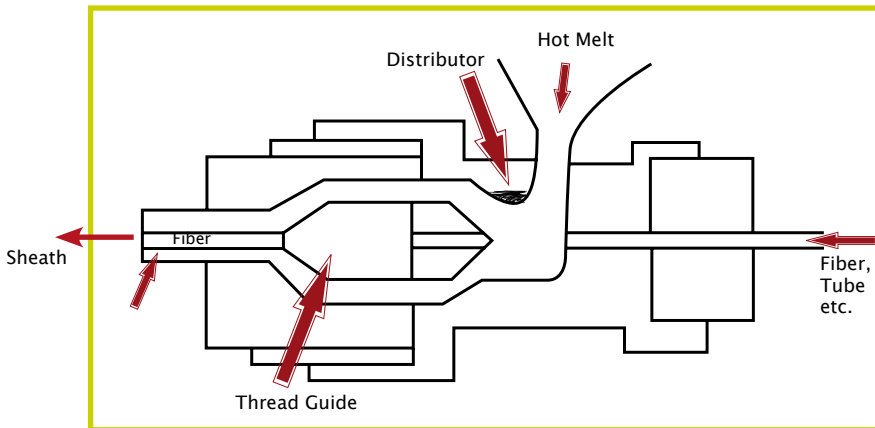 Hot Melt
Distributor
Fiber
Sheath
Fiber,
Tube
etc.
Thread Guide